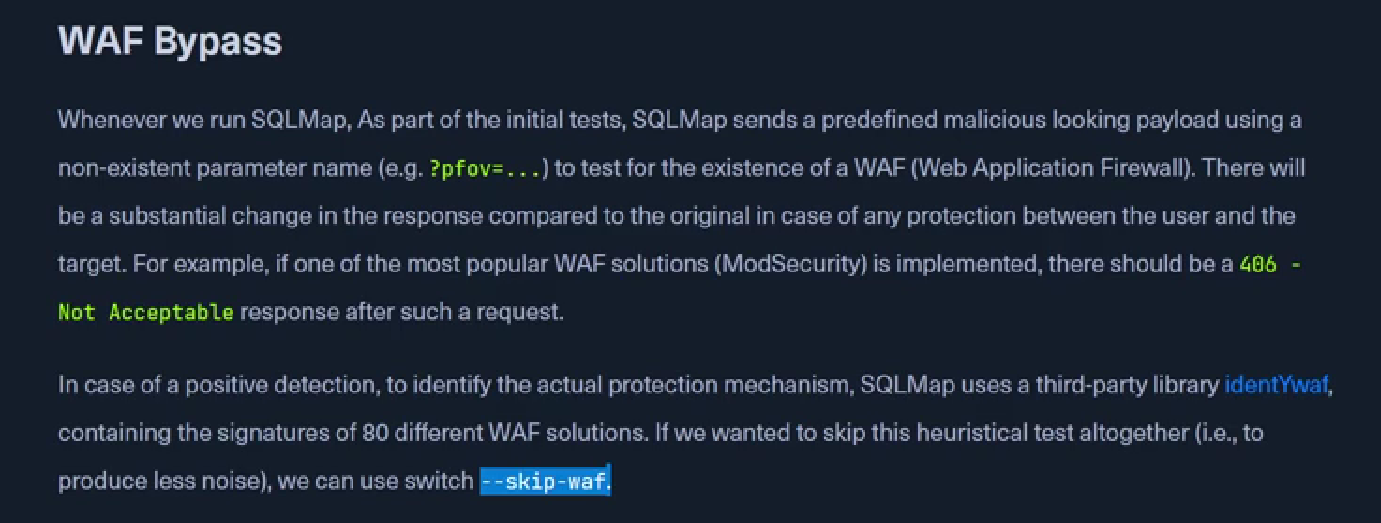 WAF Bypass
Whenever we run SQLMap, As part of the initial tests, SQLMap sends a predefined malicious looking payload using a
non-existent parameter name (e.g. ?pfov=...) to test for the existence of a WAF (Web Application Firewall). There will
be a substantial change in the response compared to the original in case of any protection between the user and the
target. For example, if one of the most popular WAF solutions (ModSecurity) is implemented, there should be a 406 -
Not Acceptable response after such a request.
In case of a positive detection, to identify the actual protection mechanism, SQLMap uses a third-party library identYwaf,
containing the signatures of 80 different WAF solutions. If we wanted to skip this heuristical test altogether (i.e., to
produce less noise), we can use switch --skip-waf.